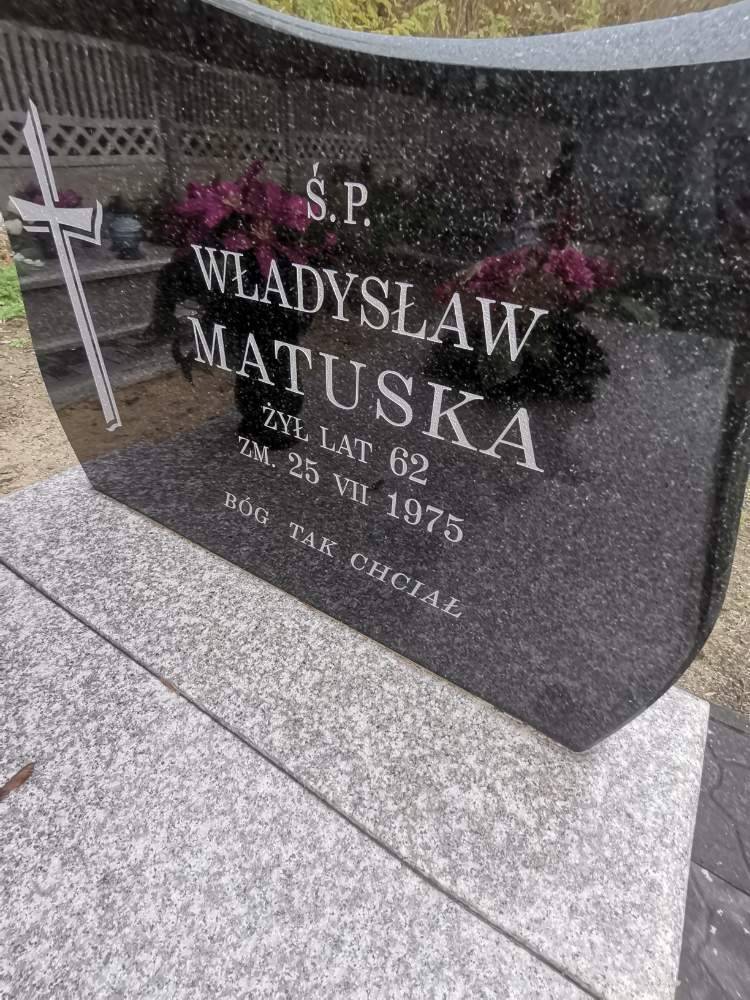 Ś.P.
WŁADYSŁAW
MATUSKA
ŻYŁ LAT 62
ZM. 25 VII 1975
BÓG TAK CHCIAŁ